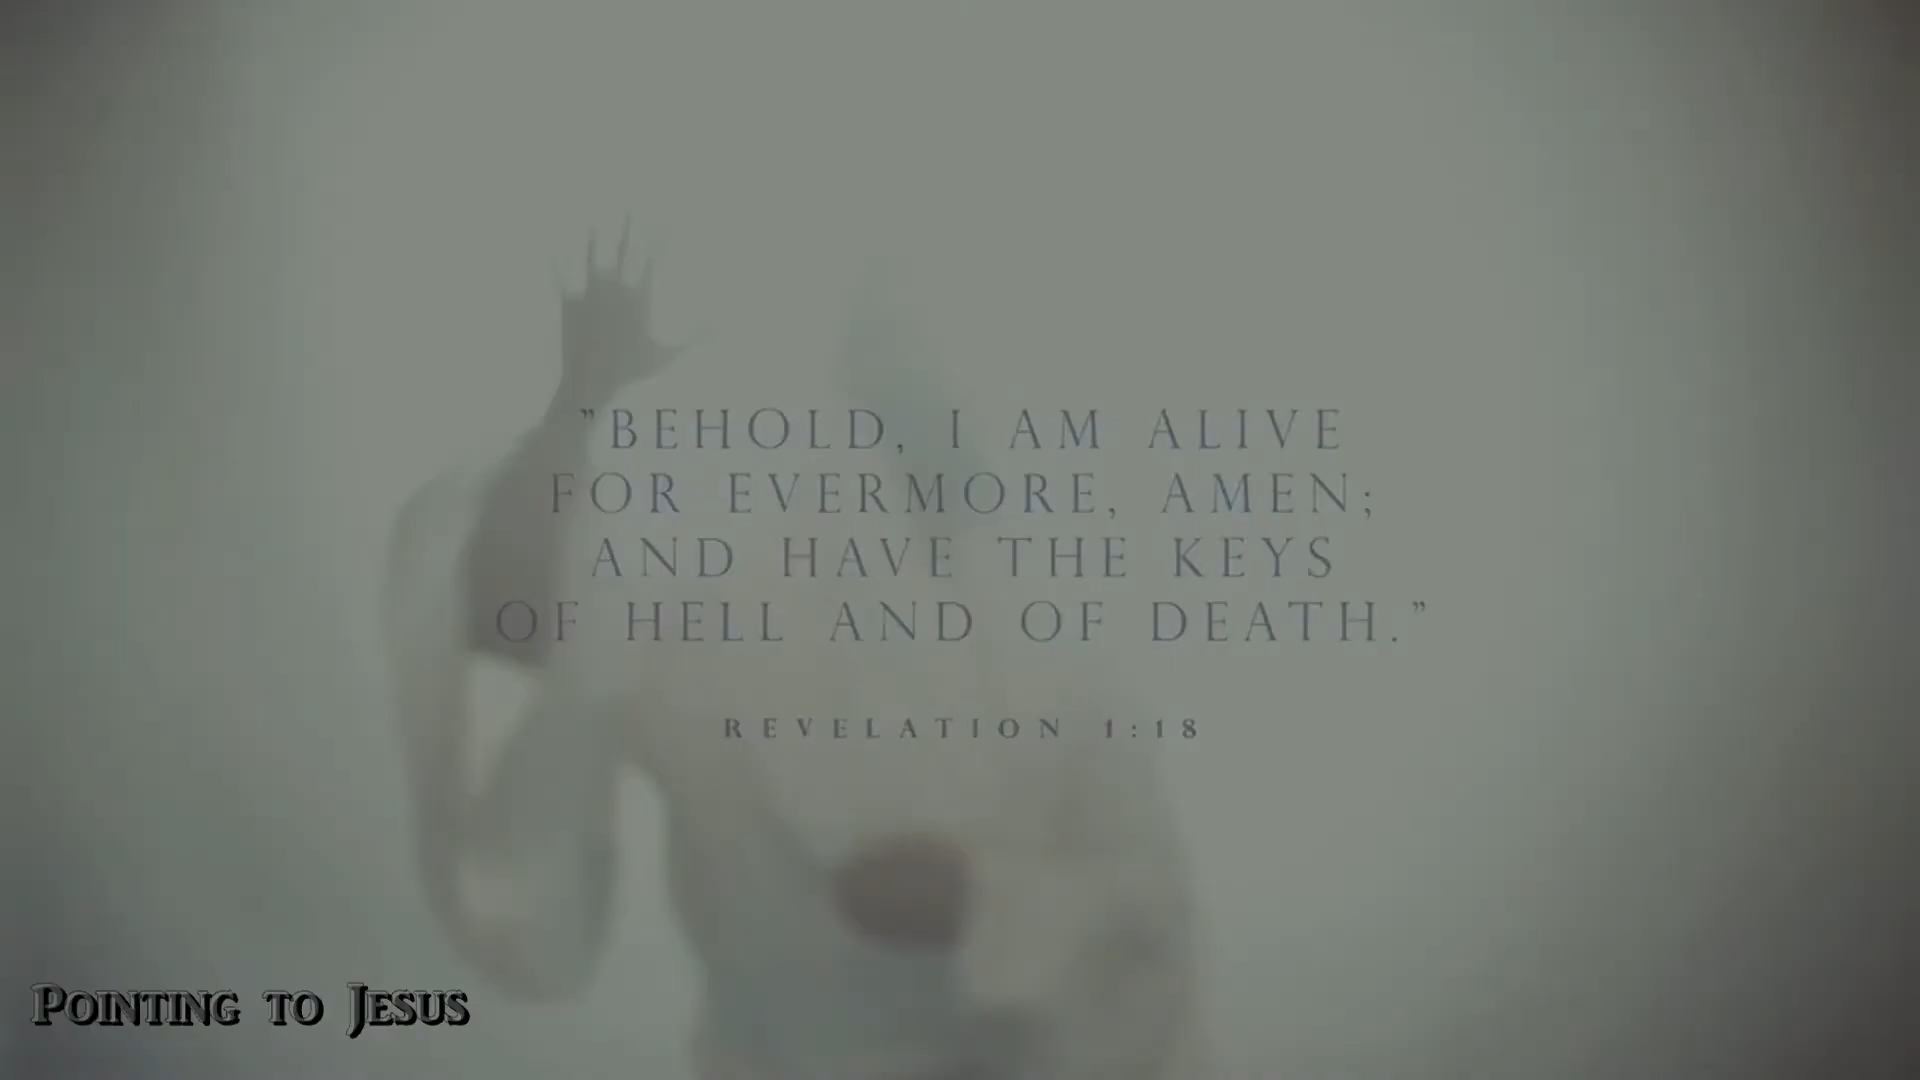 ”BEHOLD, I AM ALIVE
FOR EVERMORE, AMEN;
AND HAVE THE KEYS
OF HELL AND OF DEATH.”
REVELATION 1:18
POINTING TO JESUS